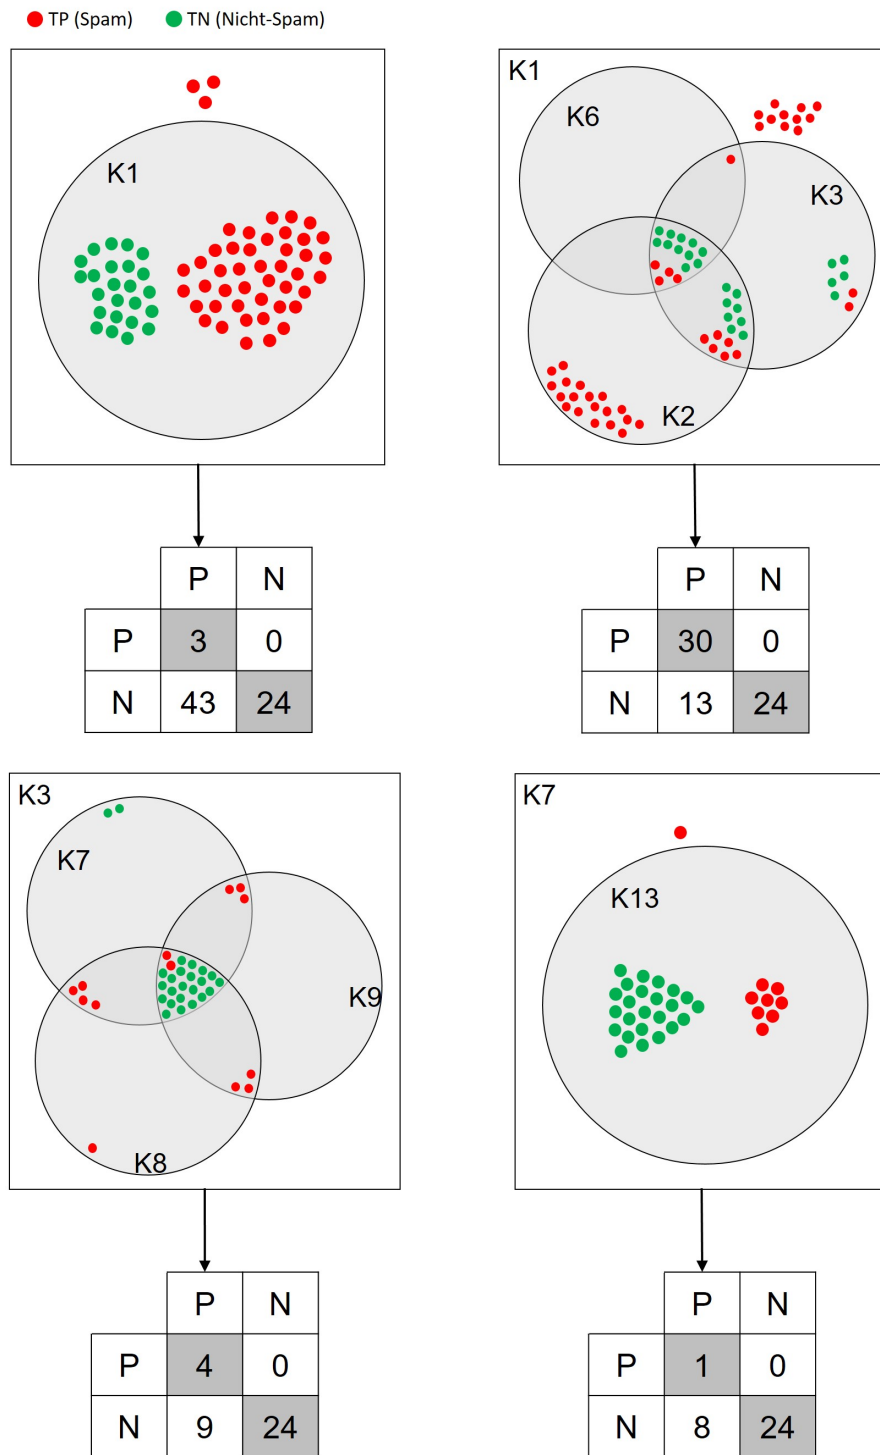 TP (Spam) TN (Nicht-Spam)
K1
K1
K6
K3
K2
P N
P 3 0
N 43 24
P N
P 30 0
N 13 24
K3
K7
K9
K8
K7
K13
P N
P 4 0
N 9 24
P N
P 1 0
N 8 24